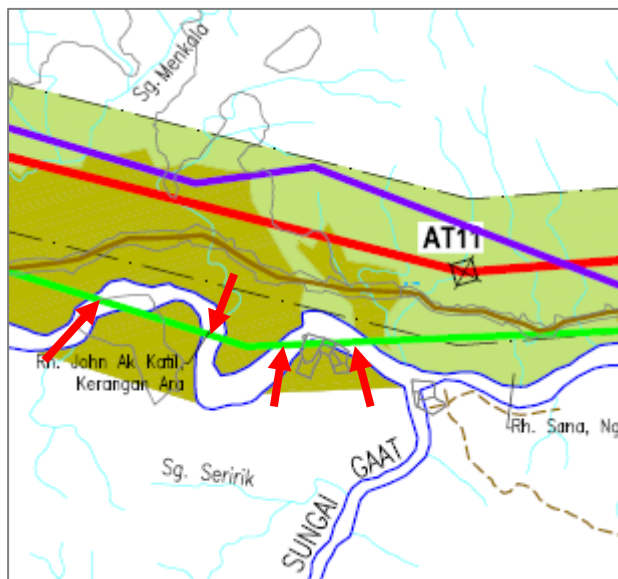 Sg. Menkala
AT11
Rh. John Ak Katil,
Kerangan Ara
Rh. Sana, Ng
Sg. Seririk
SUNGAI GAAT